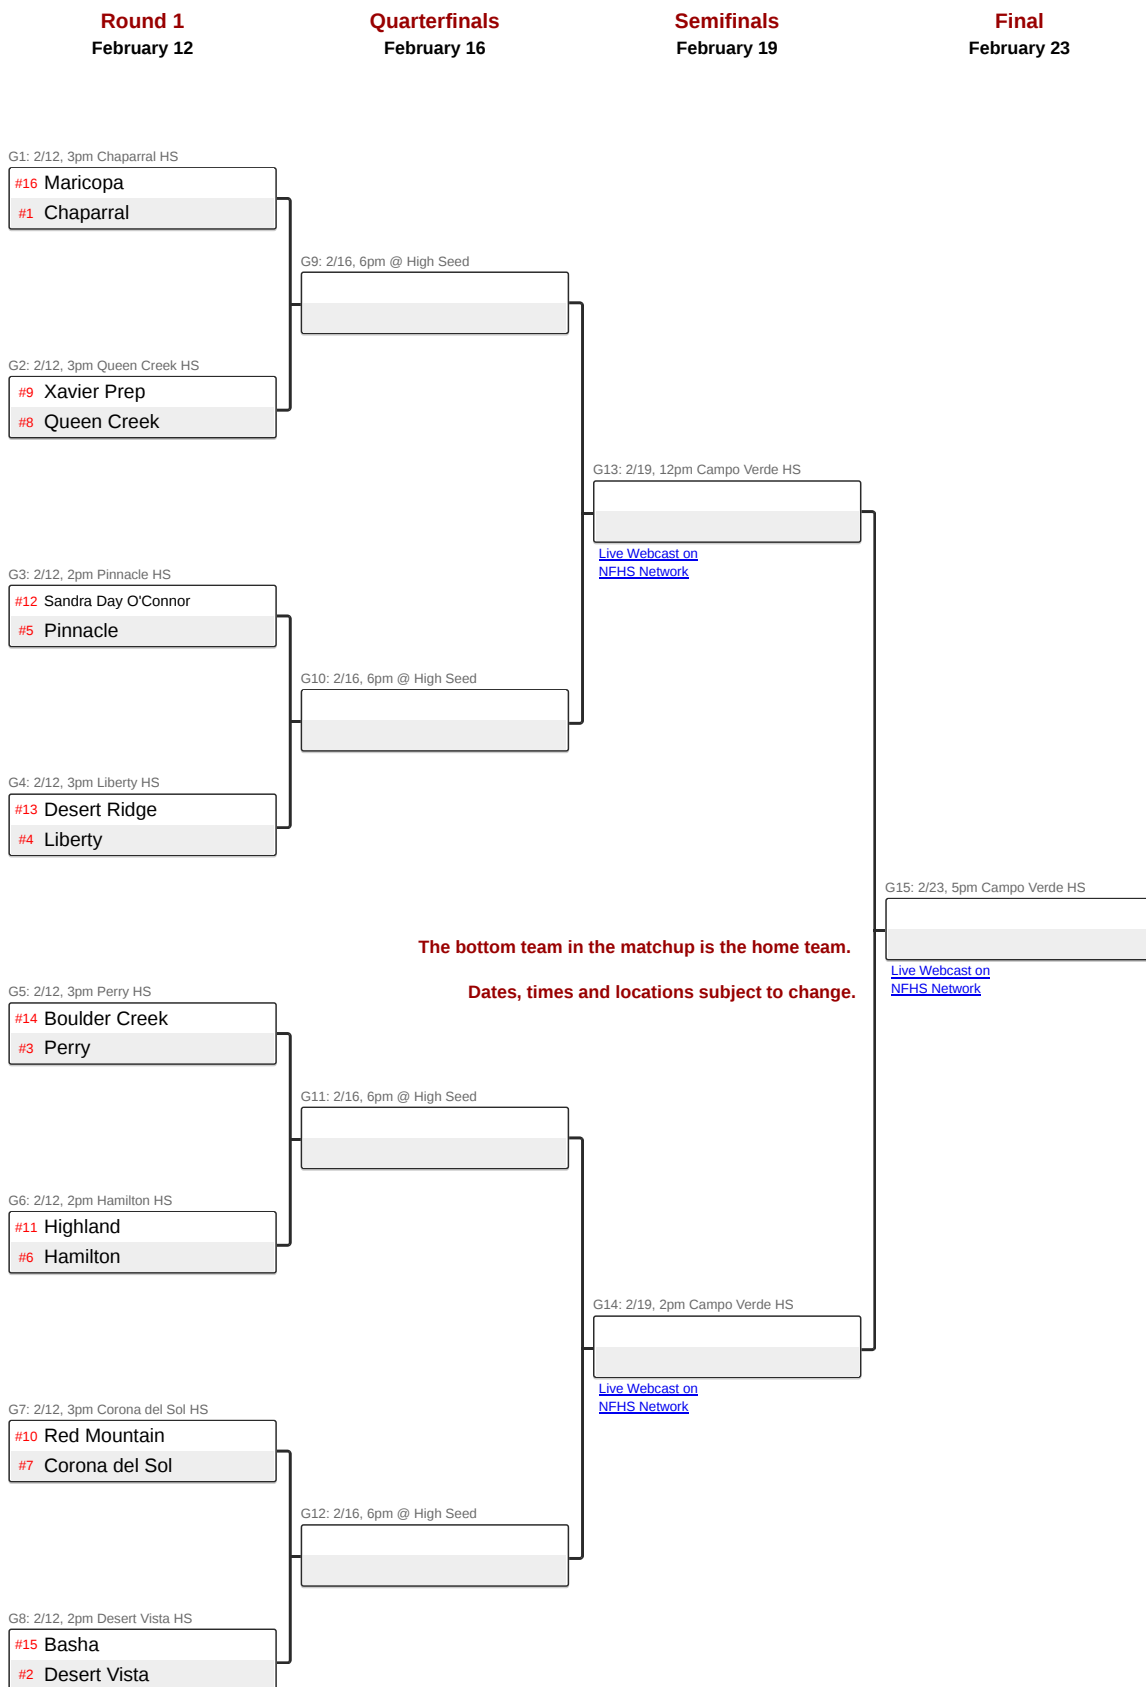 Round 1
February 12
Quarterfinals
February 16
Semifinals
February 19
Final
February 23
G1: 2/12, 3pm Chaparral HS
#16 Maricopa
#1 Chaparral
G9: 2/16, 6pm @ High Seed
G2: 2/12, 3pm Queen Creek HS
#9 Xavier Prep
#8 Queen Creek
G13: 2/19, 12pm Campo Verde HS
Live Webcast on
NFHS Network
G3: 2/12, 2pm Pinnacle HS
#12 Sandra Day O'Connor
#5 Pinnacle
G10: 2/16, 6pm @ High Seed
G4: 2/12, 3pm Liberty HS
#13 Desert Ridge
#4 Liberty
G15: 2/23, 5pm Campo Verde HS
Live Webcast on
NFHS Network
The bottom team in the matchup is the home team.
Dates, times and locations subject to change.
G5: 2/12, 3pm Perry HS
#14 Boulder Creek
#3 Perry
G11: 2/16, 6pm @ High Seed
G6: 2/12, 2pm Hamilton HS
#11 Highland
#6 Hamilton
G14: 2/19, 2pm Campo Verde HS
Live Webcast on
NFHS Network
G7: 2/12, 3pm Corona del Sol HS
#10 Red Mountain
#7 Corona del Sol
G12: 2/16, 6pm @ High Seed
G8: 2/12, 2pm Desert Vista HS
#15 Basha
#2 Desert Vista